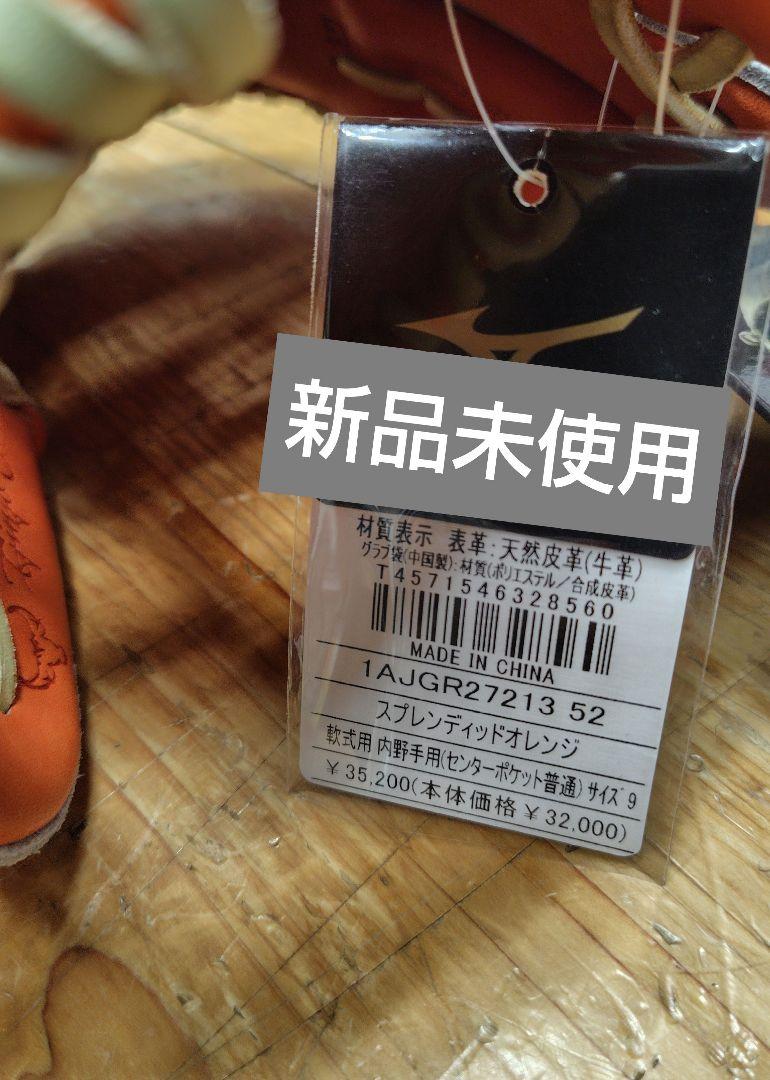 新品未使用
材質表示 表革:天然皮革(牛革)
グラブ袋(中国製):材質(ポリエステル/合成皮革)
T4571546328560
MADE IN CHINA
1AJGR27213 52
スプレンディッドオレンジ
軟式用 内野手用(センターポケット普通) サイズ 9
¥35,200(本体価格¥32,000)